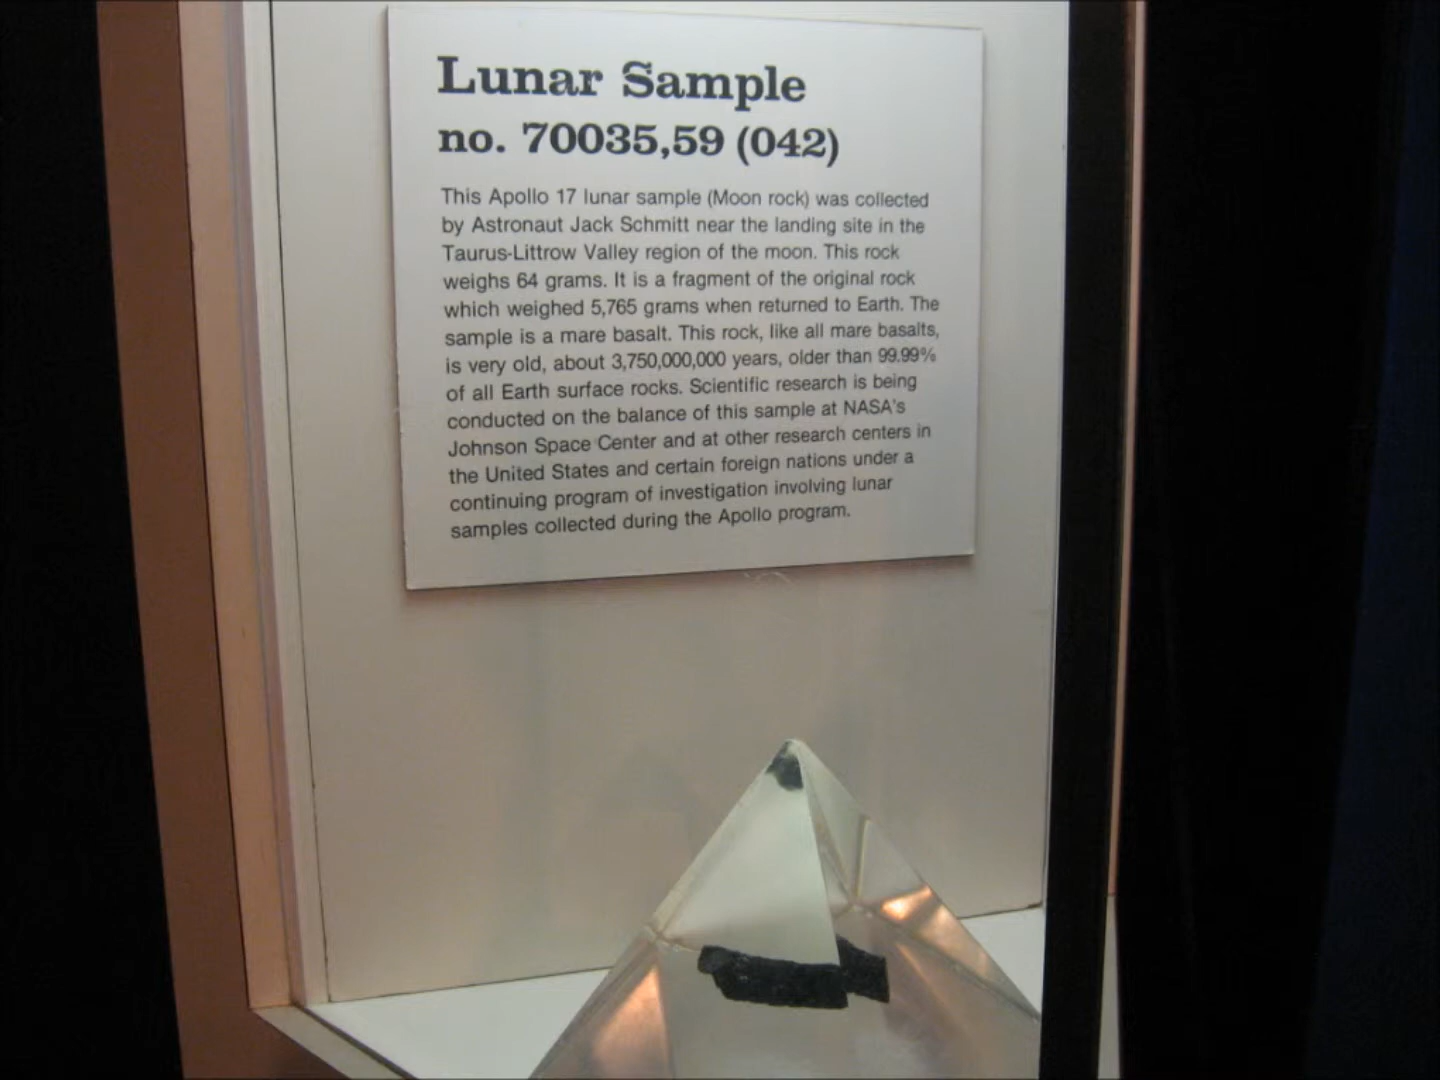 Lunar Sample
no. 70035,59 (042)
This Apollo 17 lunar sample (Moon rock) was collected
by Astronaut Jack Schmitt near the landing site in the
Taurus-Littrow Valley region of the moon. This rock
weighs 64 grams. It is a fragment of the original rock
which weighed 5,765 grams when returned to Earth. The
sample is a mare basalt. This rock, like all mare basalts,
is very old, about 3,750,000,000 years, older than 99.99%
of all Earth surface rocks. Scientific research is being
conducted on the balance of this sample at NASA's
Johnson Space Center and at other research centers in
the United States and certain foreign nations under a
continuing program of investigation involving lunar
samples collected during the Apollo program.